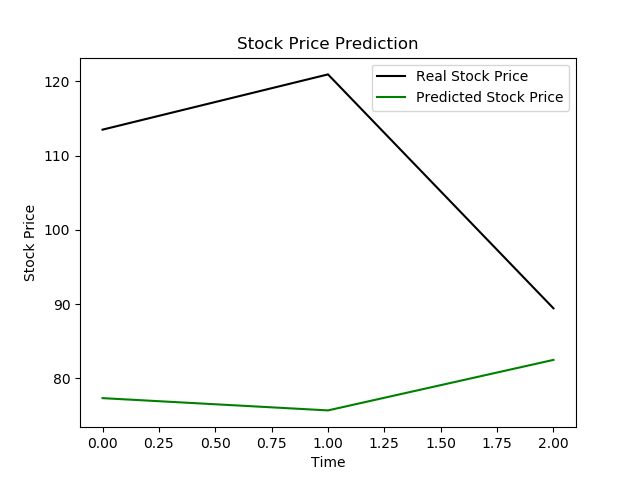 Stock Price Prediction
Real Stock Price
Predicted Stock Price
Stock Price
120
110
100
90
80
0.00 0.25 0.50 0.75 1.00 1.25 1.50 1.75 2.00
Time